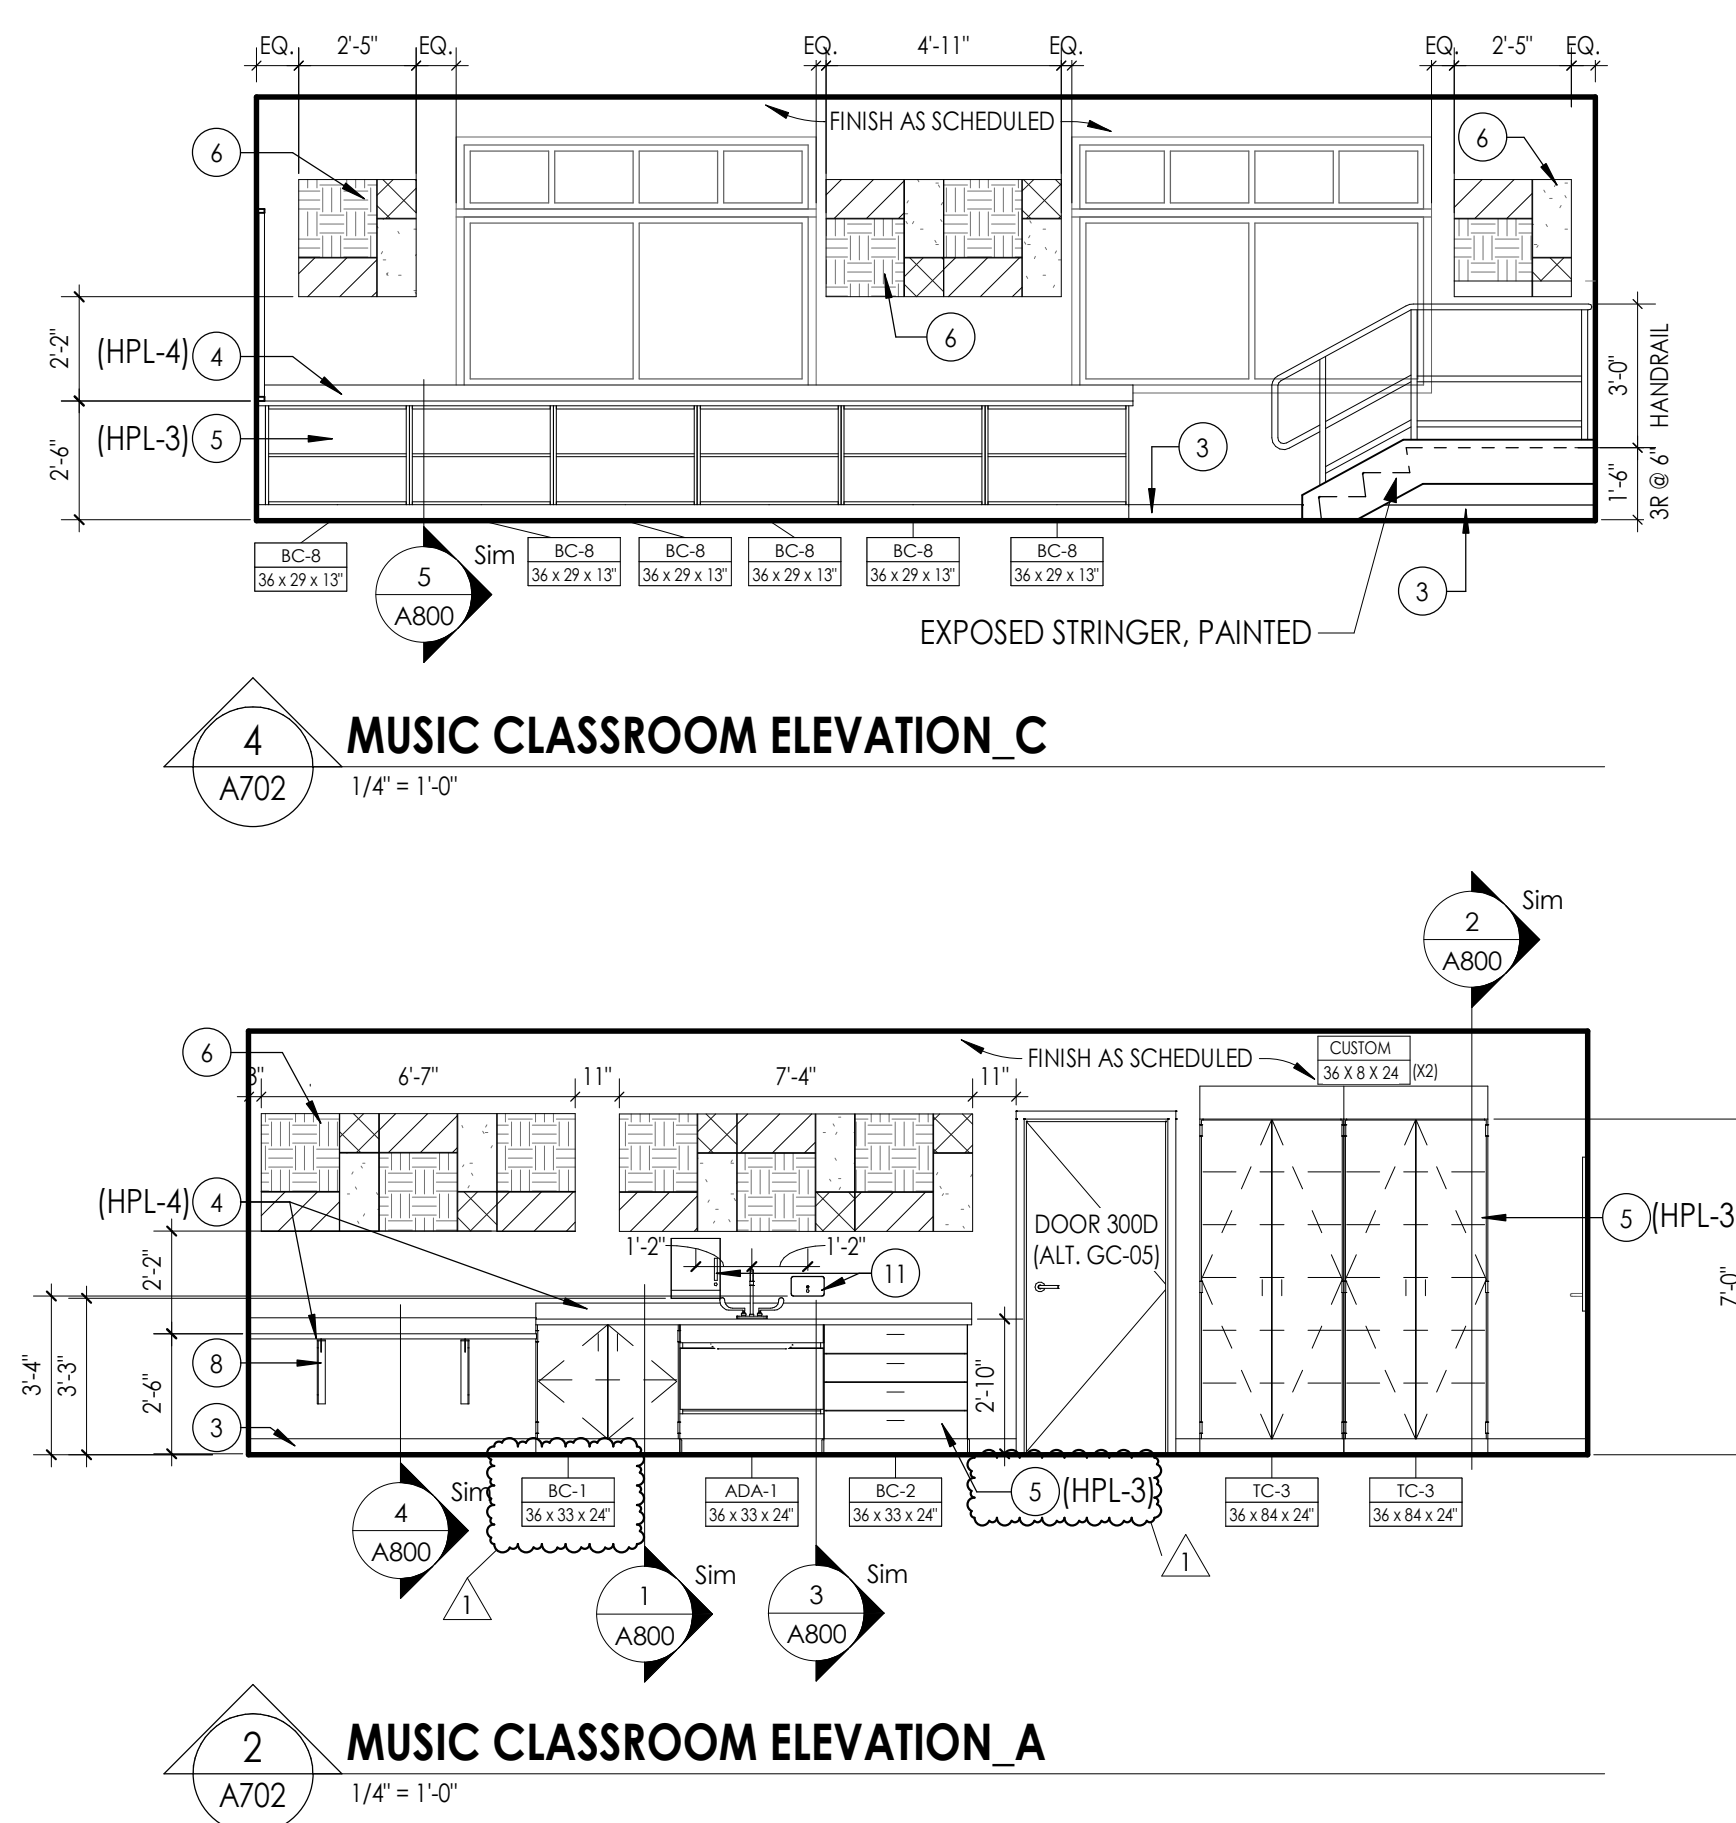 EQ. 2'-5" EQ. EQ. 4'-11" EQ. EQ. 2'-5" EQ.
FINISH AS SCHEDULED
6
6
6
2'-2"
(HPL-4) 4
(HPL-3) 5
2'-6"
3
3'-0"
HANDRAIL
1'-6"
3R @ 6"
BC-8
36 x 29 x 13"
Sim
5
A800
BC-8
36 x 29 x 13"
BC-8
36 x 29 x 13"
BC-8
36 x 29 x 13"
BC-8
36 x 29 x 13"
BC-8
36 x 29 x 13"
3
EXPOSED STRINGER, PAINTED
4
A702
MUSIC CLASSROOM ELEVATION_C
1/4" = 1'-0"
2
A800
Sim
6
3" 6'-7" 11" 7'-4" 11"
FINISH AS SCHEDULED
CUSTOM
36 X 8 X 24 (X2)
(HPL-4) 4
1'-2" 1'-2"
11
DOOR 300D
(ALT. GC-05)
5 (HPL-3
7'-0"
2'-2"
3'-4"
3'-3"
2'-6"
8
3
2'-10"
Sim
4
A800
BC-1
36 x 33 x 24"
ADA-1
36 x 33 x 24"
BC-2
36 x 33 x 24"
5 (HPL-3)
TC-3
36 x 84 x 24"
TC-3
36 x 84 x 24"
1
1
Sim
1
A800
Sim
3
A800
2
A702
MUSIC CLASSROOM ELEVATION_A
1/4" = 1'-0"